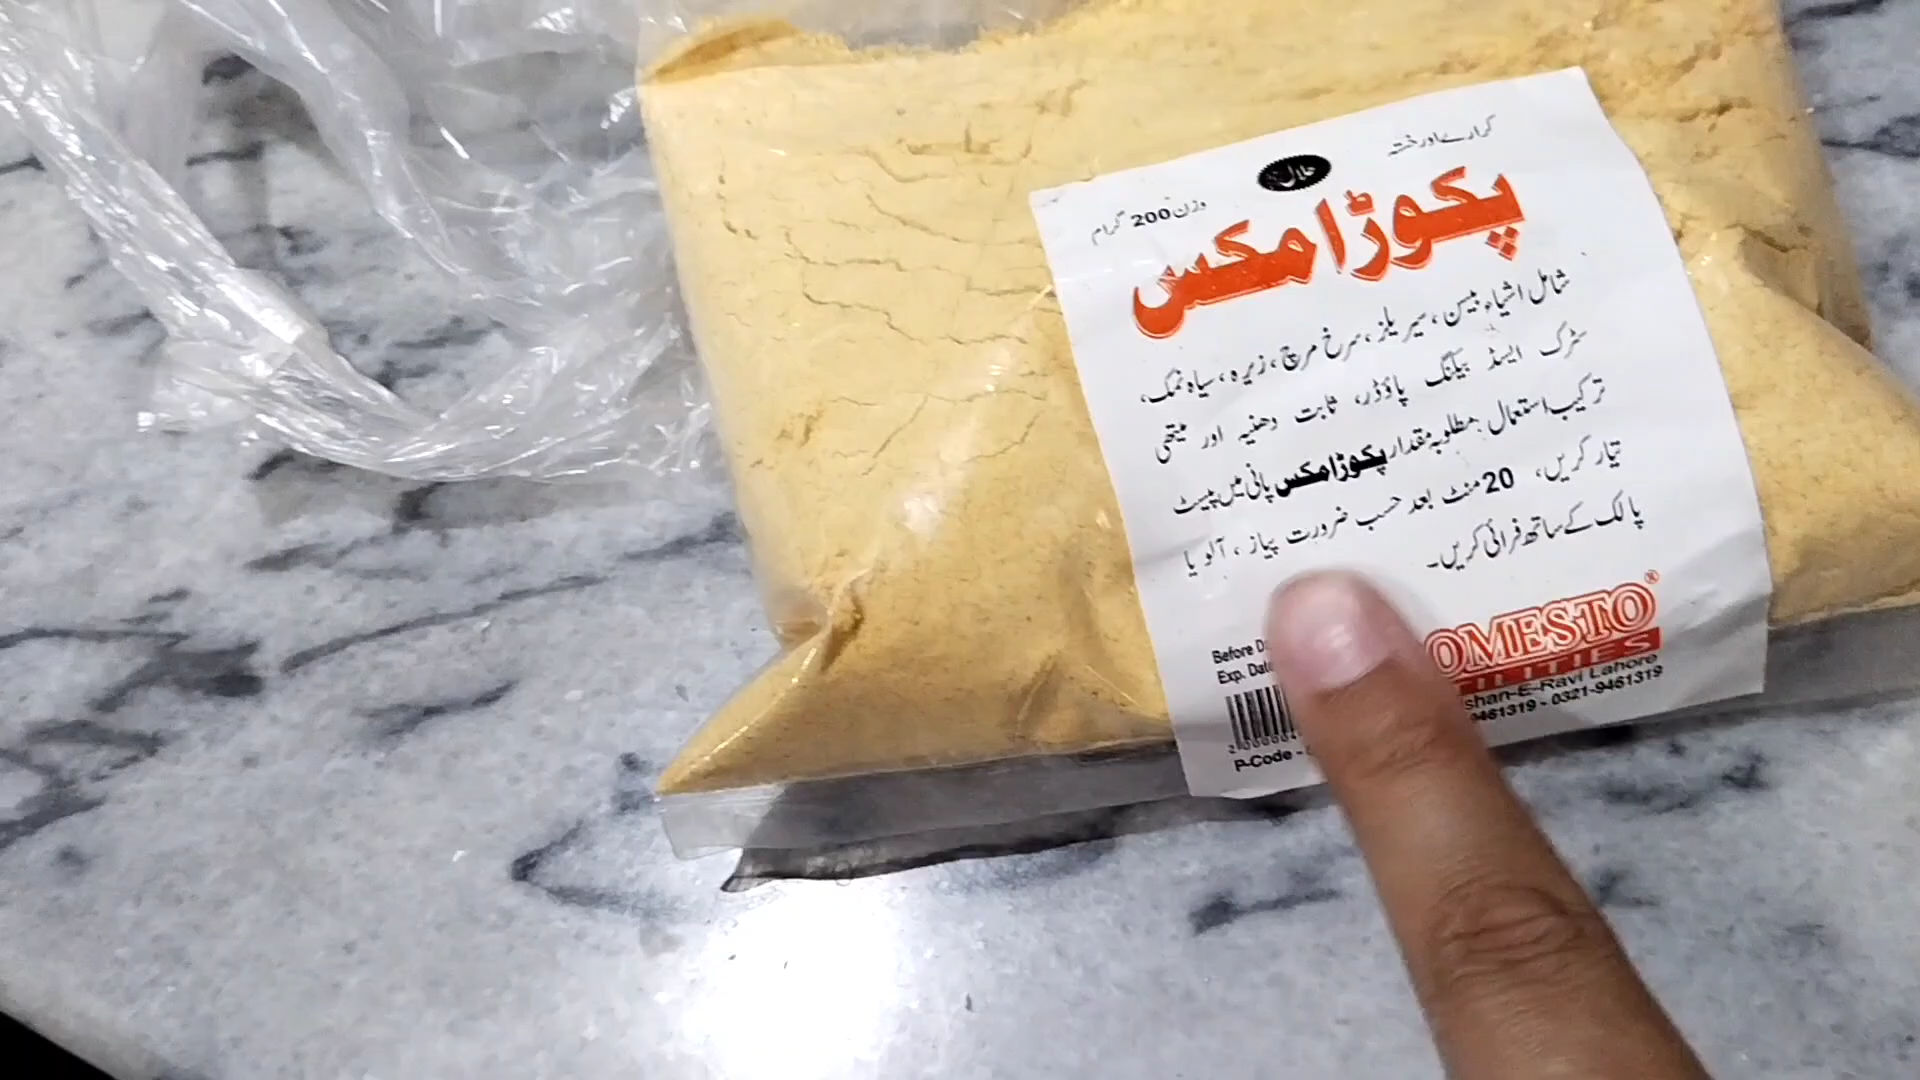 کرارے اور خستہ
حلال
وزن 200 گرام
پکوڑا مکس
شامل اشیاء بیسن، سیریلز، سرخ مرچ، زیرہ، سیاہ نمک،
سٹرک ایسڈ بیکنگ پاؤڈر، ثابت دھنیہ اور میتھی
ترکیب استعمال: مطلوبہ مقدار پکوڑا مکس پانی میں پیسٹ
تیار کریں، 20 منٹ بعد حسب ضرورت پیاز، آلو یا
پالک کے ساتھ فرائی کریں۔
Before D
Exp. Date
P-Code -
OMESTO®
ILITIES
shan-E-Ravi Lahore
9461319 - 0321-9461319